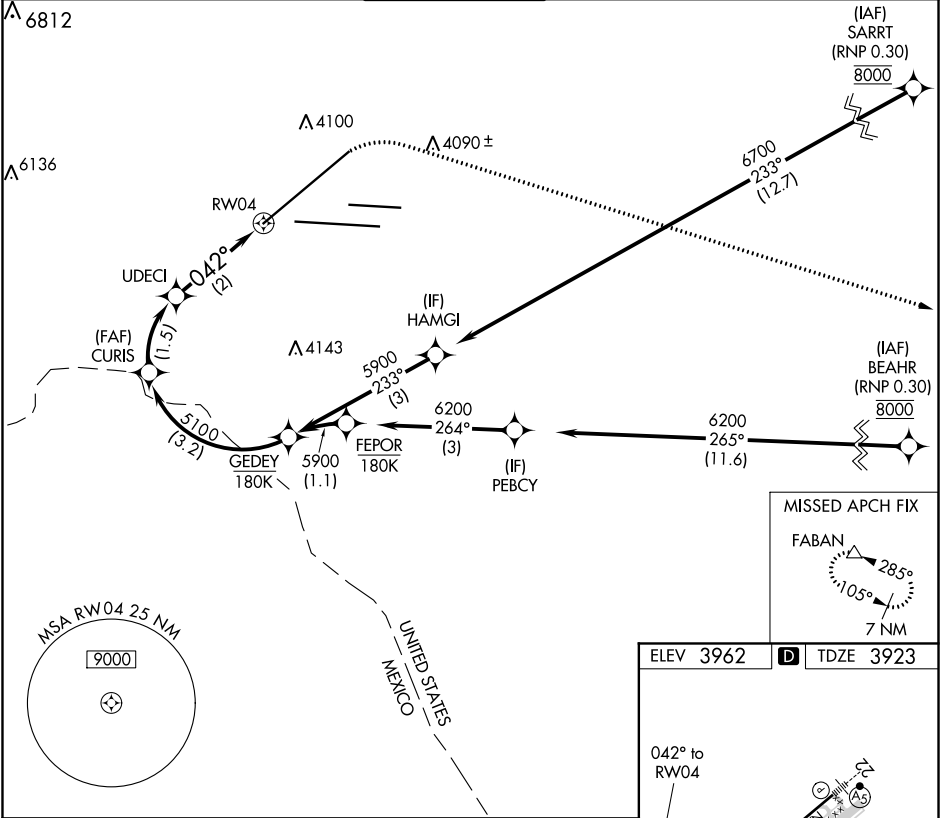 6812
(IAF)
SARRT
(RNP 0.30)
8000
4100
4090 ±
6136
6700
233°
(12.7)
RW04
042°
(2)
UDECI
(IF)
HAMGI
(FAF)
CURIS
(1.5)
4143
5900
233°
(3)
(IAF)
BEAHR
(RNP 0.30)
8000
6200
264°
(3)
6200
265°
(11.6)
5100
(3.2)
GEDEY
180K
5900
(1.1)
FEPOR
180K
(IF)
PEBCY
MISSED APCH FIX
FABAN
285°
105°
7 NM
MSA RW04 25 NM
9000
UNITED STATES
MEXICO
ELEV 3962
D
TDZE 3923
042° to
RW04
22
P
A5